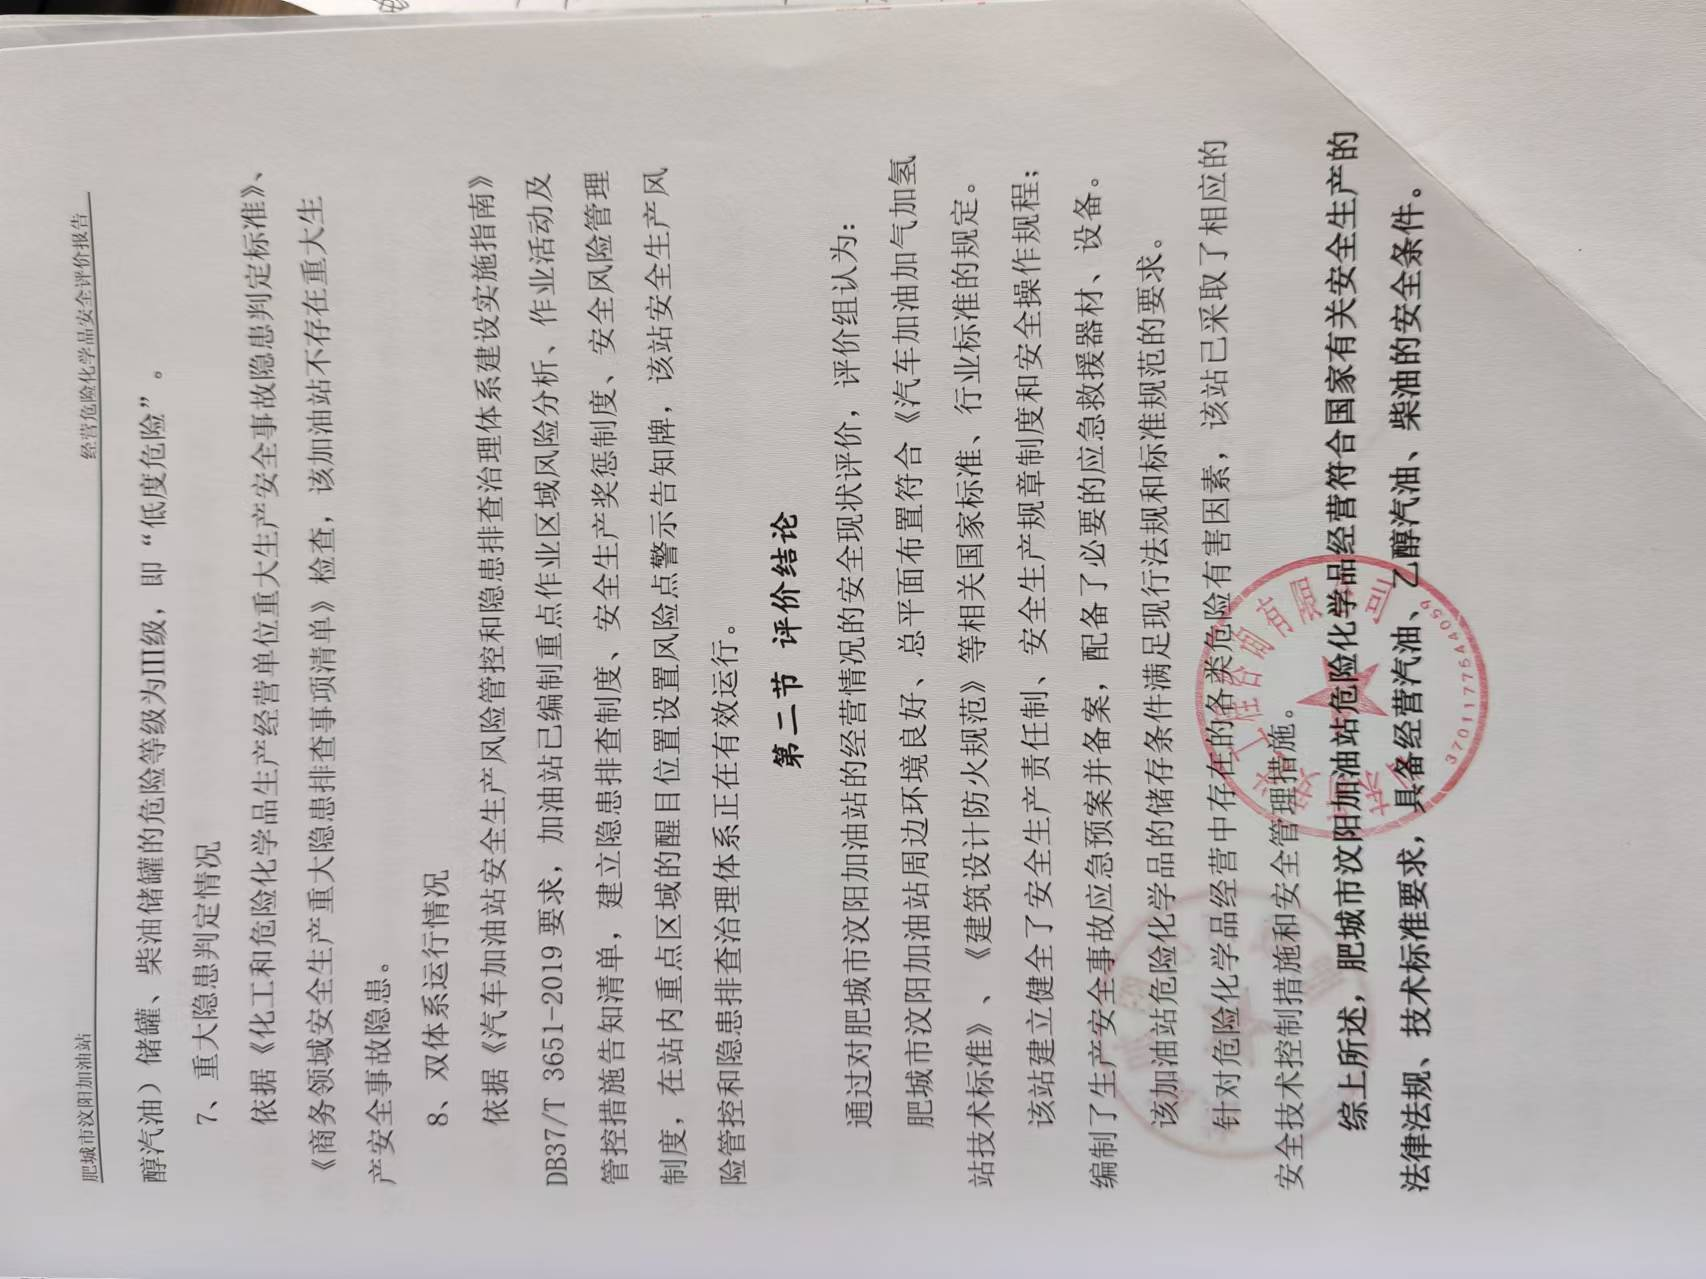 肥城市汶阳加油站 经营危险化学品安全评价报告
醇汽油）储罐、柴油储罐的危险等级为III级，即“低度危险”。
7、重大隐患判定情况
依据《化工和危险化学品生产经营单位重大生产安全事故隐患判定标准》、
《商务领域安全生产重大隐患排查事项清单》检查，该加油站不存在重大生
产安全事故隐患。
8、双体系运行情况
依据《汽车加油站安全生产风险管控和隐患排查治理体系建设实施指南》
DB37/T 3651-2019 要求，加油站已编制重点作业区域风险分析、作业活动及
管控措施告知清单，建立隐患排查制度、安全生产奖惩制度、安全风险管理
制度，在站内重点区域的醒目位置设置风险点警示告知牌，该站安全生产风
险管控和隐患排查治理体系正在有效运行。
第二节 评价结论
通过对肥城市汶阳加油站的经营情况的安全现状评价，评价组认为：
肥城市汶阳加油站周边环境良好、总平面布置符合《汽车加油加气加氢
站技术标准》、《建筑设计防火规范》等相关国家标准、行业标准的规定。
该站建立健全了安全生产责任制、安全生产规章制度和安全操作规程；
编制了生产安全事故应急预案并备案，配备了必要的应急救援器材、设备。
该加油站危险化学品的储存条件满足现行法规和标准规范的要求。
针对危险化学品经营中存在的各类危险有害因素，该站已采取了相应的
安全技术控制措施和安全管理措施。
综上所述，肥城市汶阳加油站危险化学品经营符合国家有关安全生产的
法律法规、技术标准要求，具备经营汽油、乙醇汽油、柴油的安全条件。
工程咨询有限公司
3701177544059